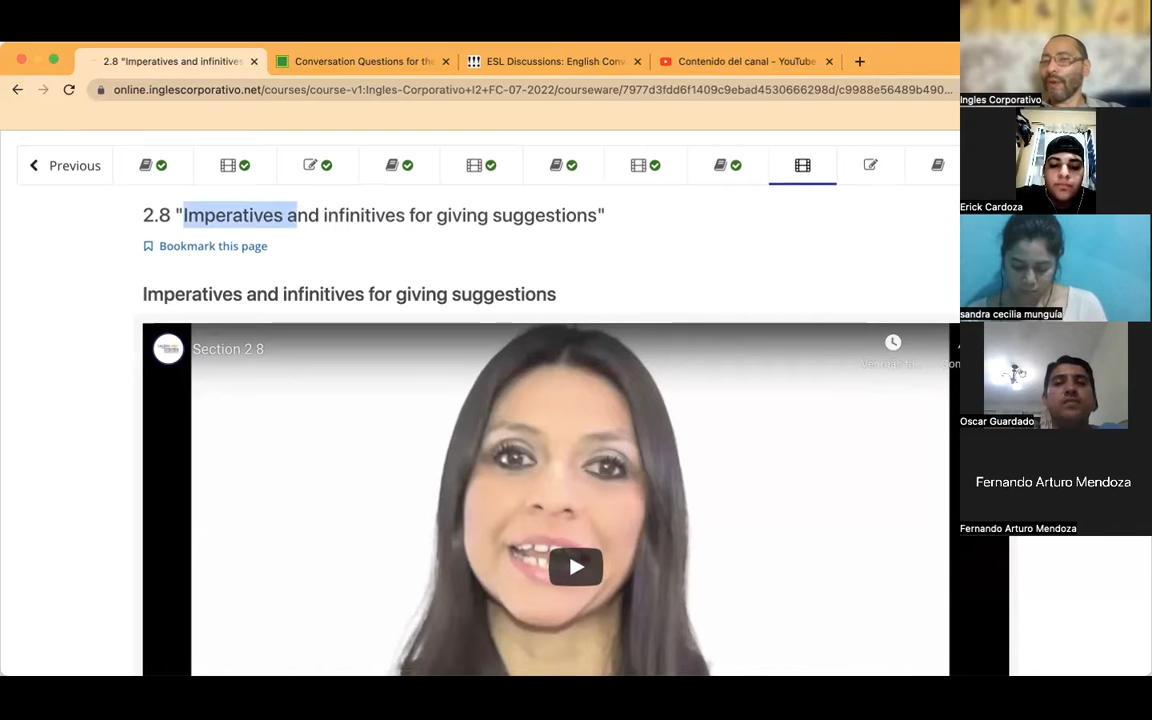 2.8 "Imperatives and infinitives
Conversation Questions for the
ESL Discussions: English Conv
Contenido del canal - YouTube
online.inglescorporativo.net/courses/course-v1:Ingles-Corporativo+I2+FC-07-2022/courseware/7977d3fdd6f1409c9ebad4530666298d/c9988e56489b490...
Previous
2.8 "Imperatives and infinitives for giving suggestions"
Bookmark this page
Imperatives and infinitives for giving suggestions
Section 2 8
Ingles Corporativo
Erick Cardoza
sandra cecilia munguía
Oscar Guardado
Fernando Arturo Mendoza
Fernando Arturo Mendoza